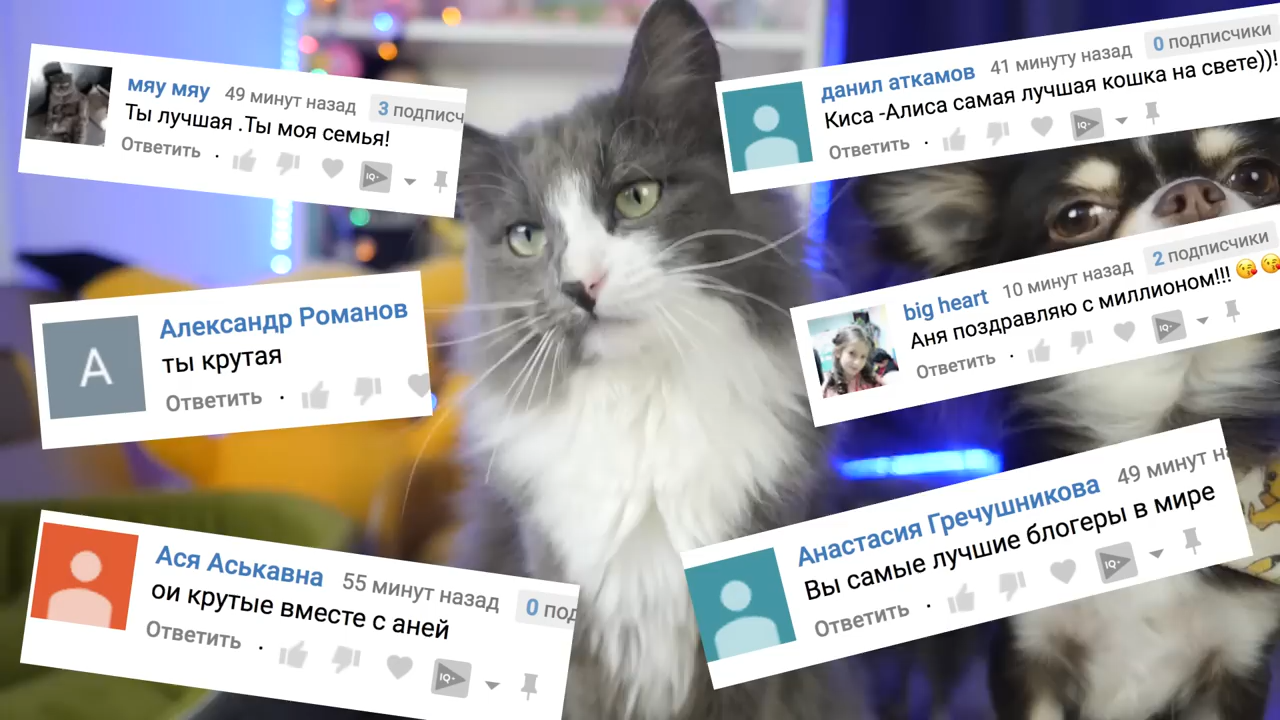 мяу мяу 49 минут назад 3 подписч
Ты лучшая .Ты моя семья!
Ответить
данил аткамов 41 минуту назад 0 подписчики
Киса -Алиса самая лучшая кошка на свете))!
Ответить
Александр Романов
ты крутая
Ответить
A
big heart 10 минут назад 2 подписчики
Аня поздравляю с миллионом!!! 😘😘
Ответить
Ася Аськавна 55 минут назад 0 под
ои крутые вместе с аней
Ответить
IQ+
Анастасия Гречушникова 49 минут н
Вы самые лучшие блогеры в мире
Ответить
IQ+